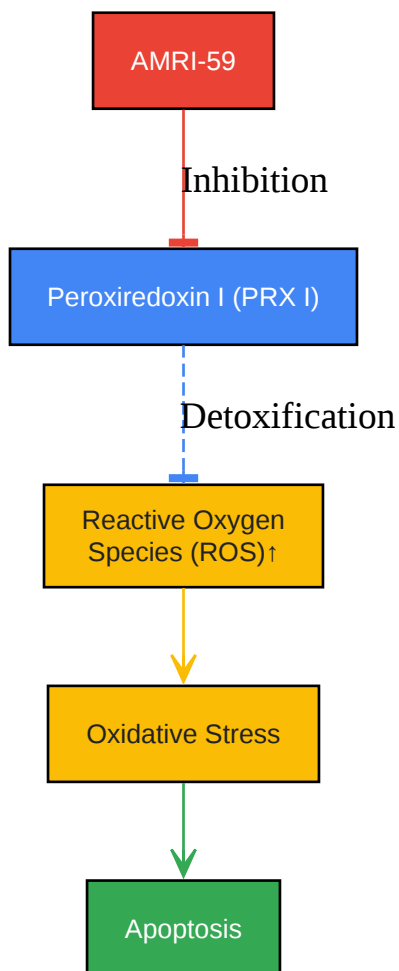 AMRI-59
Inhibition
Peroxiredoxin I (PRX I)
Detoxification
Reactive Oxygen
Species (ROS)↑
Oxidative Stress
Apoptosis